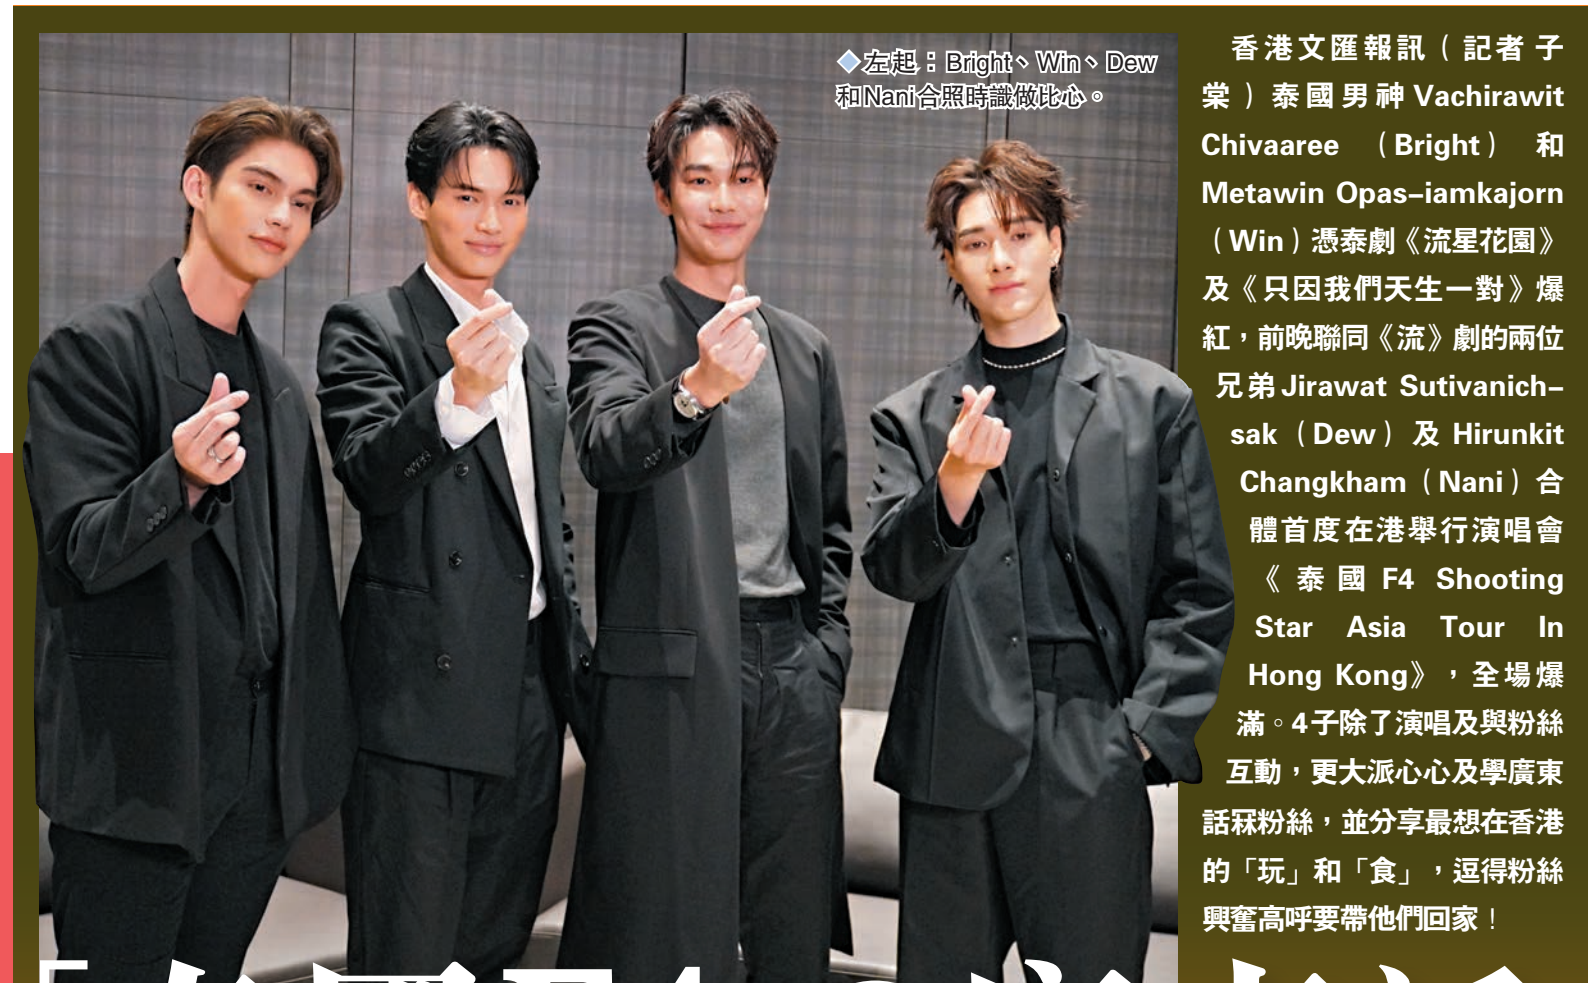 ◆左起：Bright、Win、Dew
和Nani合照時識做比心。
香港文匯報訊（記者 子
棠）泰國男神 Vachirawit
Chivaaree （Bright） 和
Metawin Opas-iamkajorn
（Win）憑泰劇《流星花園》
及《只因我們天生一對》爆
紅，前晚聯同《流》劇的兩位
兄弟 Jirawat Sutivanich-
sak（Dew）及 Hirunkit
Changkham（Nani）合
體首度在港舉行演唱會
《泰國 F4 Shooting
Star Asia Tour In
Hong Kong》，全場爆
滿。4子除了演唱及與粉絲
互動，更大派心心及學廣東
話冧粉絲，並分享最想在香港
的「玩」和「食」，逗得粉絲
興奮高呼要帶他們回家！